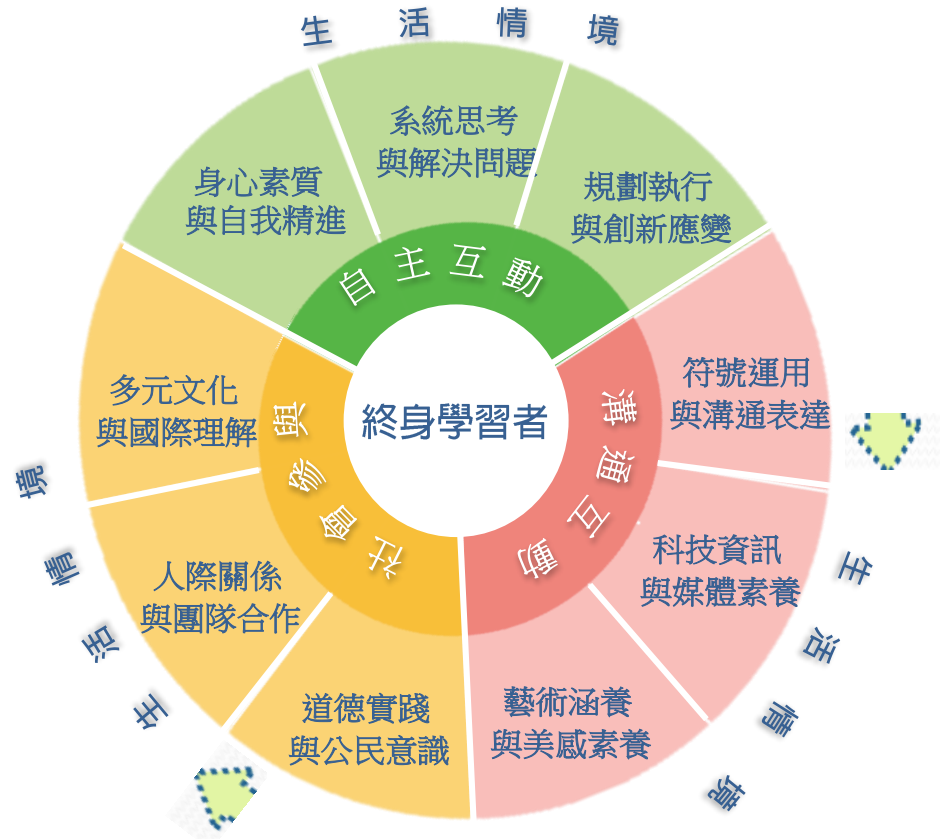 生活情境
系統思考
與解決問題
規劃執行
與創新應變
身心素質
與自我精進
自主互動
符號運用
與溝通表達
科技資訊
與媒體素養
藝術涵養
與美感素養
溝通互動
終身學習者
多元文化
與國際理解
人際關係
與團隊合作
道德實踐
與公民意識
社會參與
生活情境
生活情境